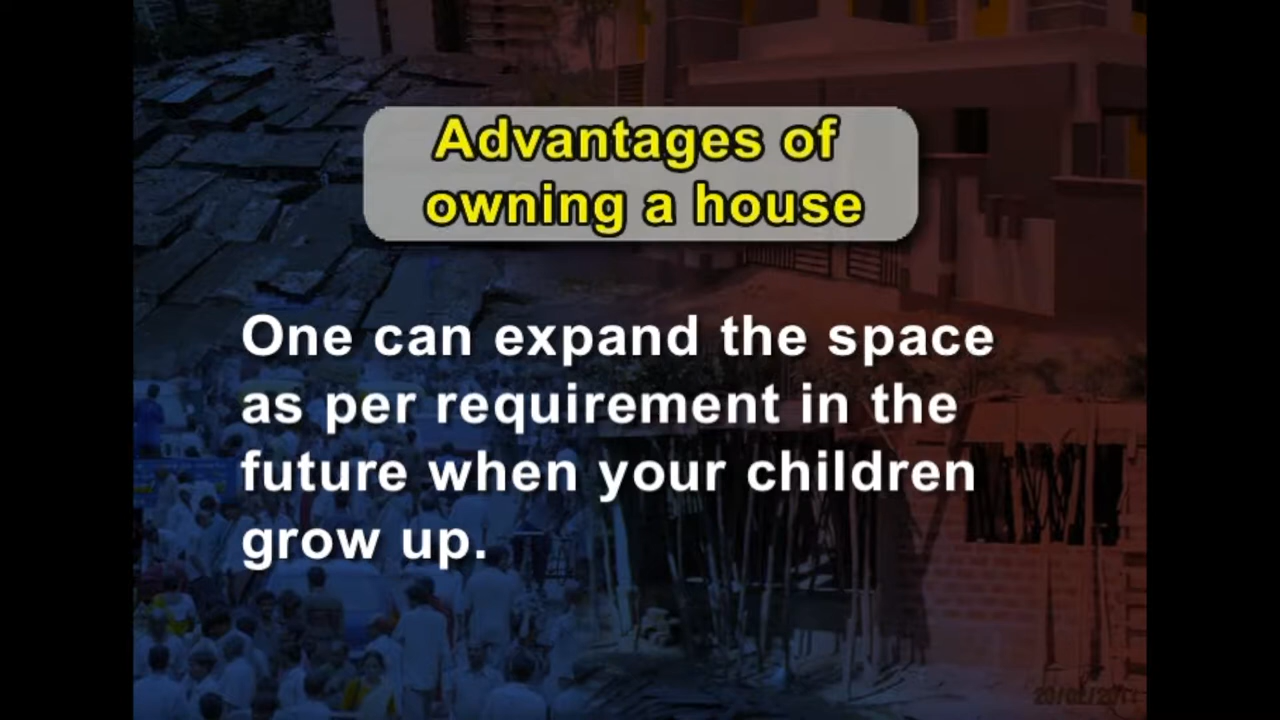 Advantages of
owning a house
One can expand the space
as per requirement in the
future when your children
grow up.